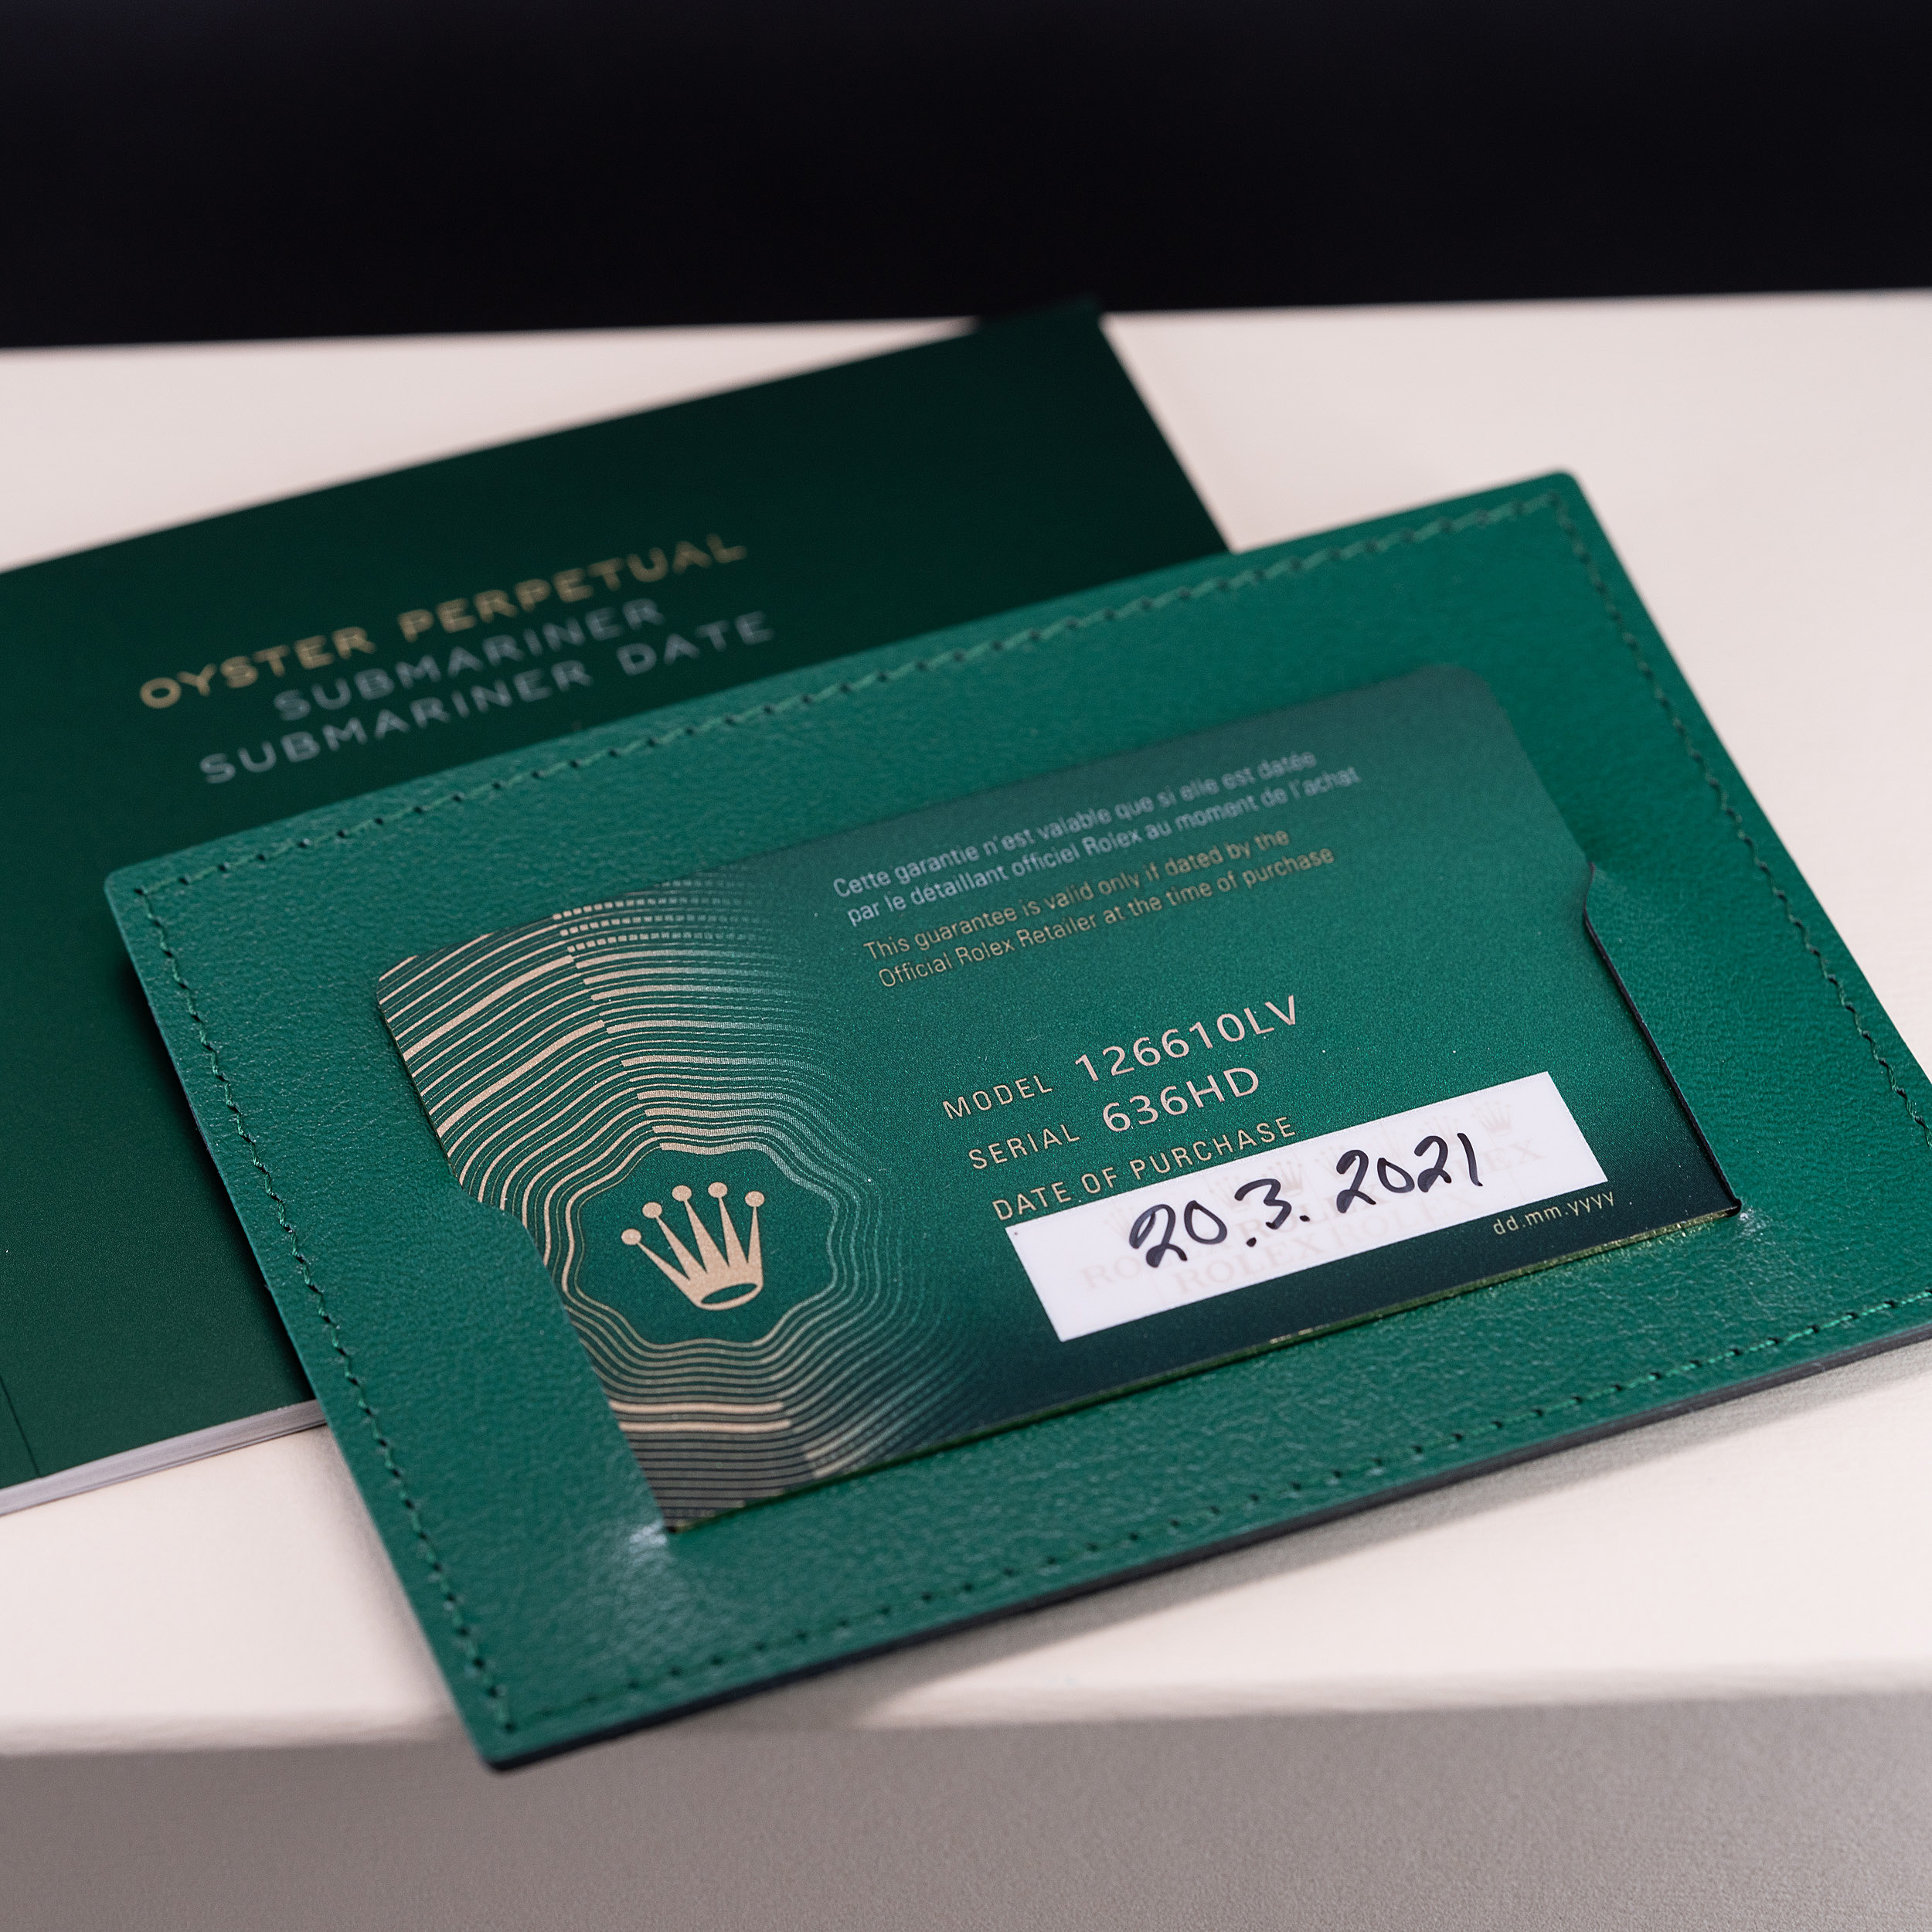 OYSTER PERPETUAL
SUBMARINER
SUBMARINER DATE
Cette garantie n'est valable que si elle est datée
par le détaillant officiel Rolex au moment de l'achat
This guarantee is valid only if dated by the
Official Rolex Retailer at the time of purchase
MODEL 126610LV
SERIAL 636HD
DATE OF PURCHASE
20.3.2021
ROLEX ROLEX
dd.mm.yyyy